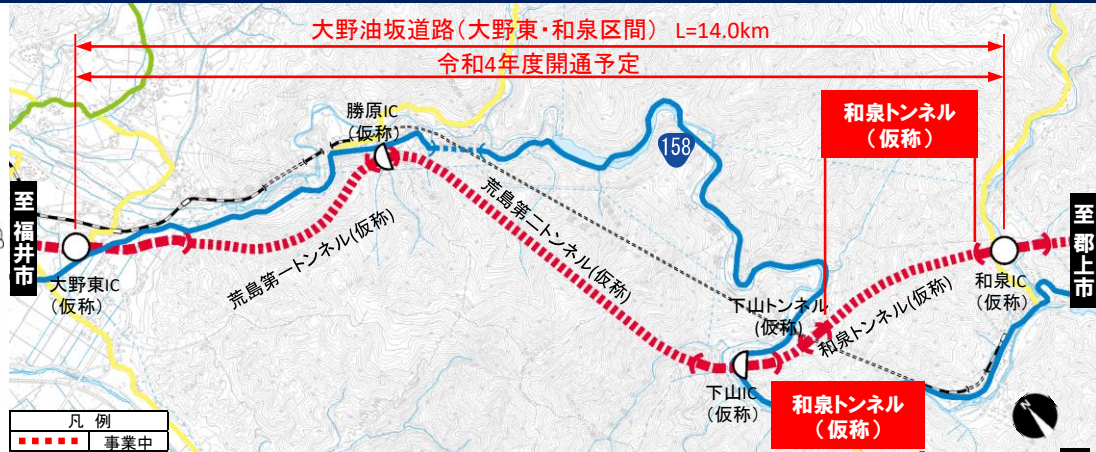 大野油坂道路(大野東・和泉区間) L=14.0km
令和4年度開通予定
勝原IC
(仮称)
158
和泉トンネル
(仮称)
至 福井市
至 郡上市
荒島第一トンネル(仮称)
荒島第二トンネル(仮称)
大野東IC
(仮称)
下山トンネル
(仮称)
和泉トンネル(仮称)
和泉IC
(仮称)
下山IC
(仮称)
和泉トンネル
(仮称)
凡 例
事業中
N